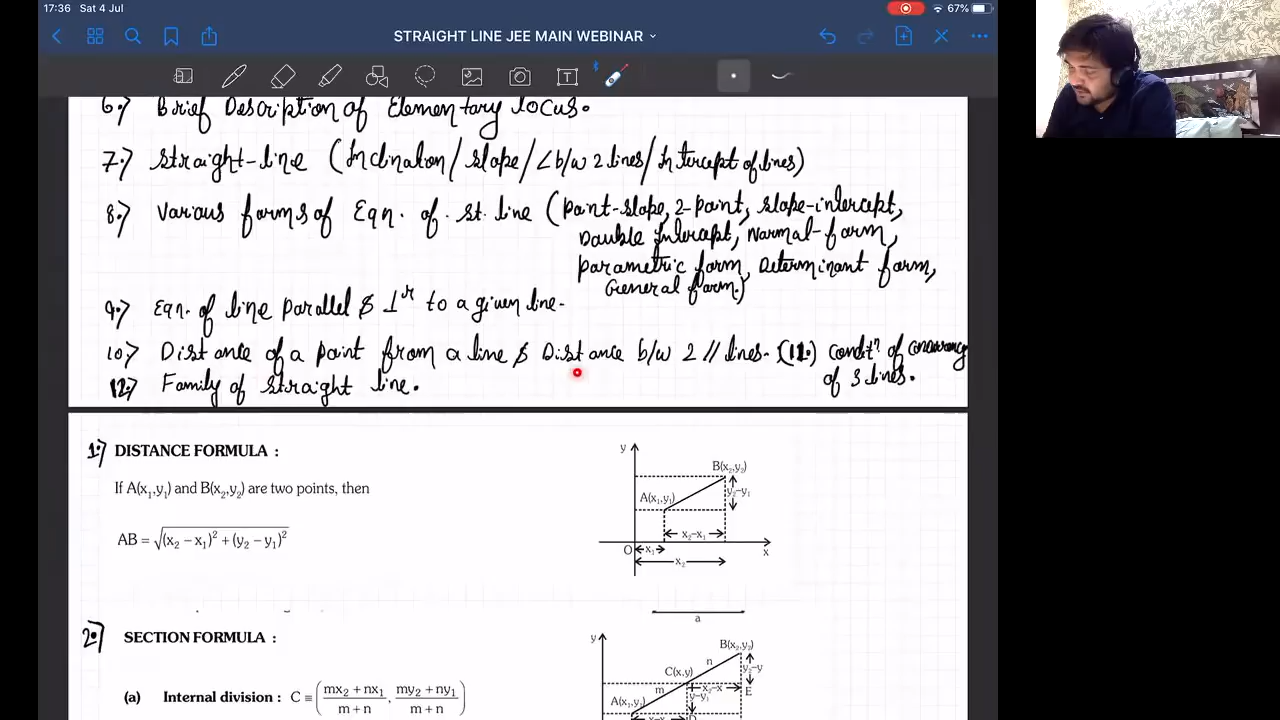 17:36 Sat 4 Jul
67%
STRAIGHT LINE JEE MAIN WEBINAR
6.) Brief Description of Elementary locus.
7.) Straight-line (Inclination/slope/∠b/w 2 lines/Intercept of lines)
8.) Various forms of Eqn. of st. line (Point-slope, 2-point, slope-intercept,
Double Intercept, Normal-form,
Parametric form, Determinant form,
General form.)
9.) Eqn. of line parallel & ⊥r to a given line.
10.) Distance of a point from a line & Distance b/w 2 // lines. (11.) Condtn of concurrency
of 3 lines.
12.) Family of straight line.
1.) DISTANCE FORMULA :
If A(x₁,y₁) and B(x₂,y₂) are two points, then
AB = √((x₂ − x₁)² + (y₂ − y₁)²)
y
B(x₂,y₂)
A(x₁,y₁)
y₂−y₁
x₂−x₁
O x₁ x
x₂
a
2.) SECTION FORMULA :
(a) Internal division : C ≡ ((mx₂ + nx₁)/(m + n), (my₂ + ny₁)/(m + n))
y
B(x₂,y₂)
n
C(x,y)
y₂−y
x₂−x
E
m
y−y₁